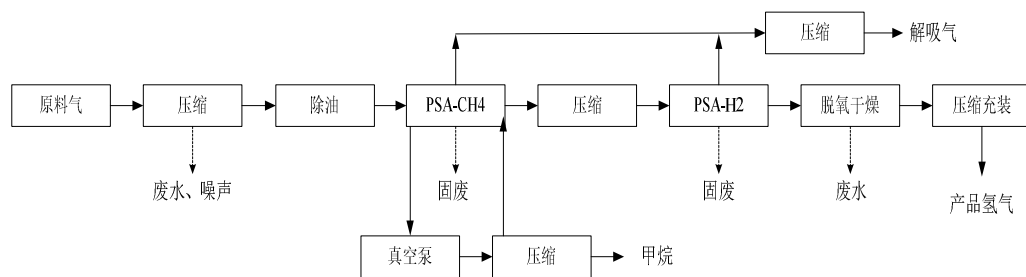 压缩
解吸气
原料气
压缩
除油
PSA-CH4
压缩
PSA-H2
脱氧干燥
压缩充装
废水、噪声
固废
固废
废水
产品氢气
真空泵
压缩
甲烷